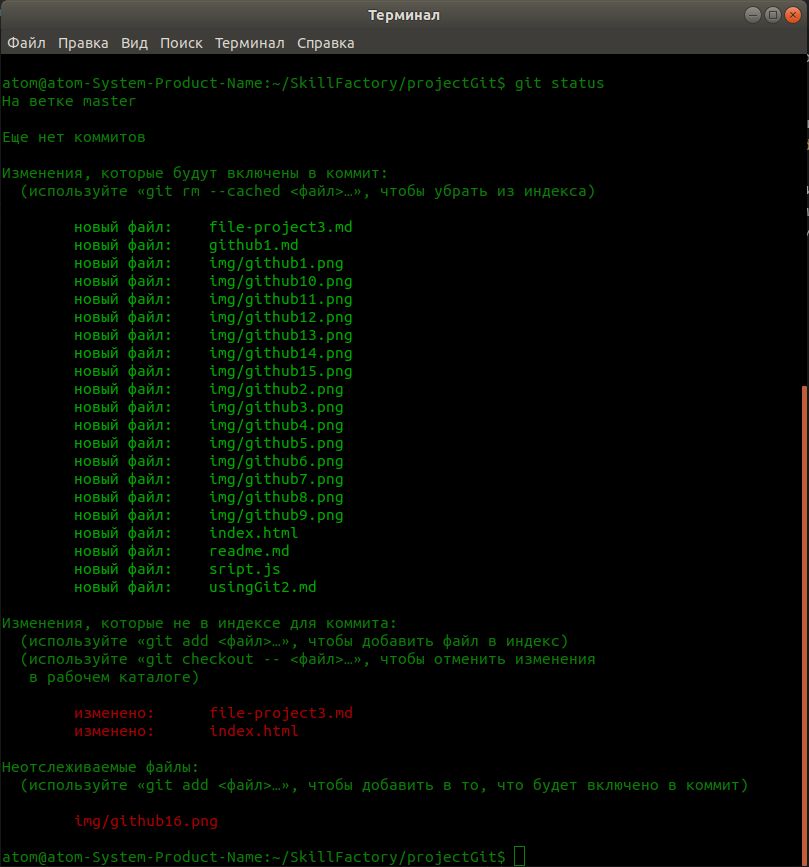 Терминал
Файл Правка Вид Поиск Терминал Справка
atom@atom-System-Product-Name:~/SkillFactory/projectGit$ git status
На ветке master
Еще нет коммитов
Изменения, которые будут включены в коммит:
(используйте «git rm --cached <файл>…», чтобы убрать из индекса)
новый файл: file-project3.md
новый файл: github1.md
новый файл: img/github1.png
новый файл: img/github10.png
новый файл: img/github11.png
новый файл: img/github12.png
новый файл: img/github13.png
новый файл: img/github14.png
новый файл: img/github15.png
новый файл: img/github2.png
новый файл: img/github3.png
новый файл: img/github4.png
новый файл: img/github5.png
новый файл: img/github6.png
новый файл: img/github7.png
новый файл: img/github8.png
новый файл: img/github9.png
новый файл: index.html
новый файл: readme.md
новый файл: sript.js
новый файл: usingGit2.md
Изменения, которые не в индексе для коммита:
(используйте «git add <файл>…», чтобы добавить файл в индекс)
(используйте «git checkout -- <файл>…», чтобы отменить изменения
в рабочем каталоге)
изменено: file-project3.md
изменено: index.html
Неотслеживаемые файлы:
(используйте «git add <файл>…», чтобы добавить в то, что будет включено в коммит)
img/github16.png
atom@atom-System-Product-Name:~/SkillFactory/projectGit$